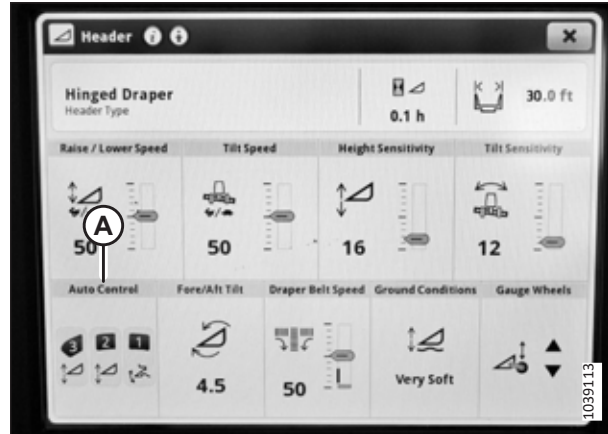 Header
Hinged Draper
Header Type
0.1 h
30.0 ft
Raise / Lower Speed
Tilt Speed
Height Sensitivity
Tilt Sensitivity
50
50
16
12
A
Auto Control
Fore/Aft Tilt
Draper Belt Speed
Ground Conditions
Gauge Wheels
3 2 1
4.5
50
Very Soft
1039113